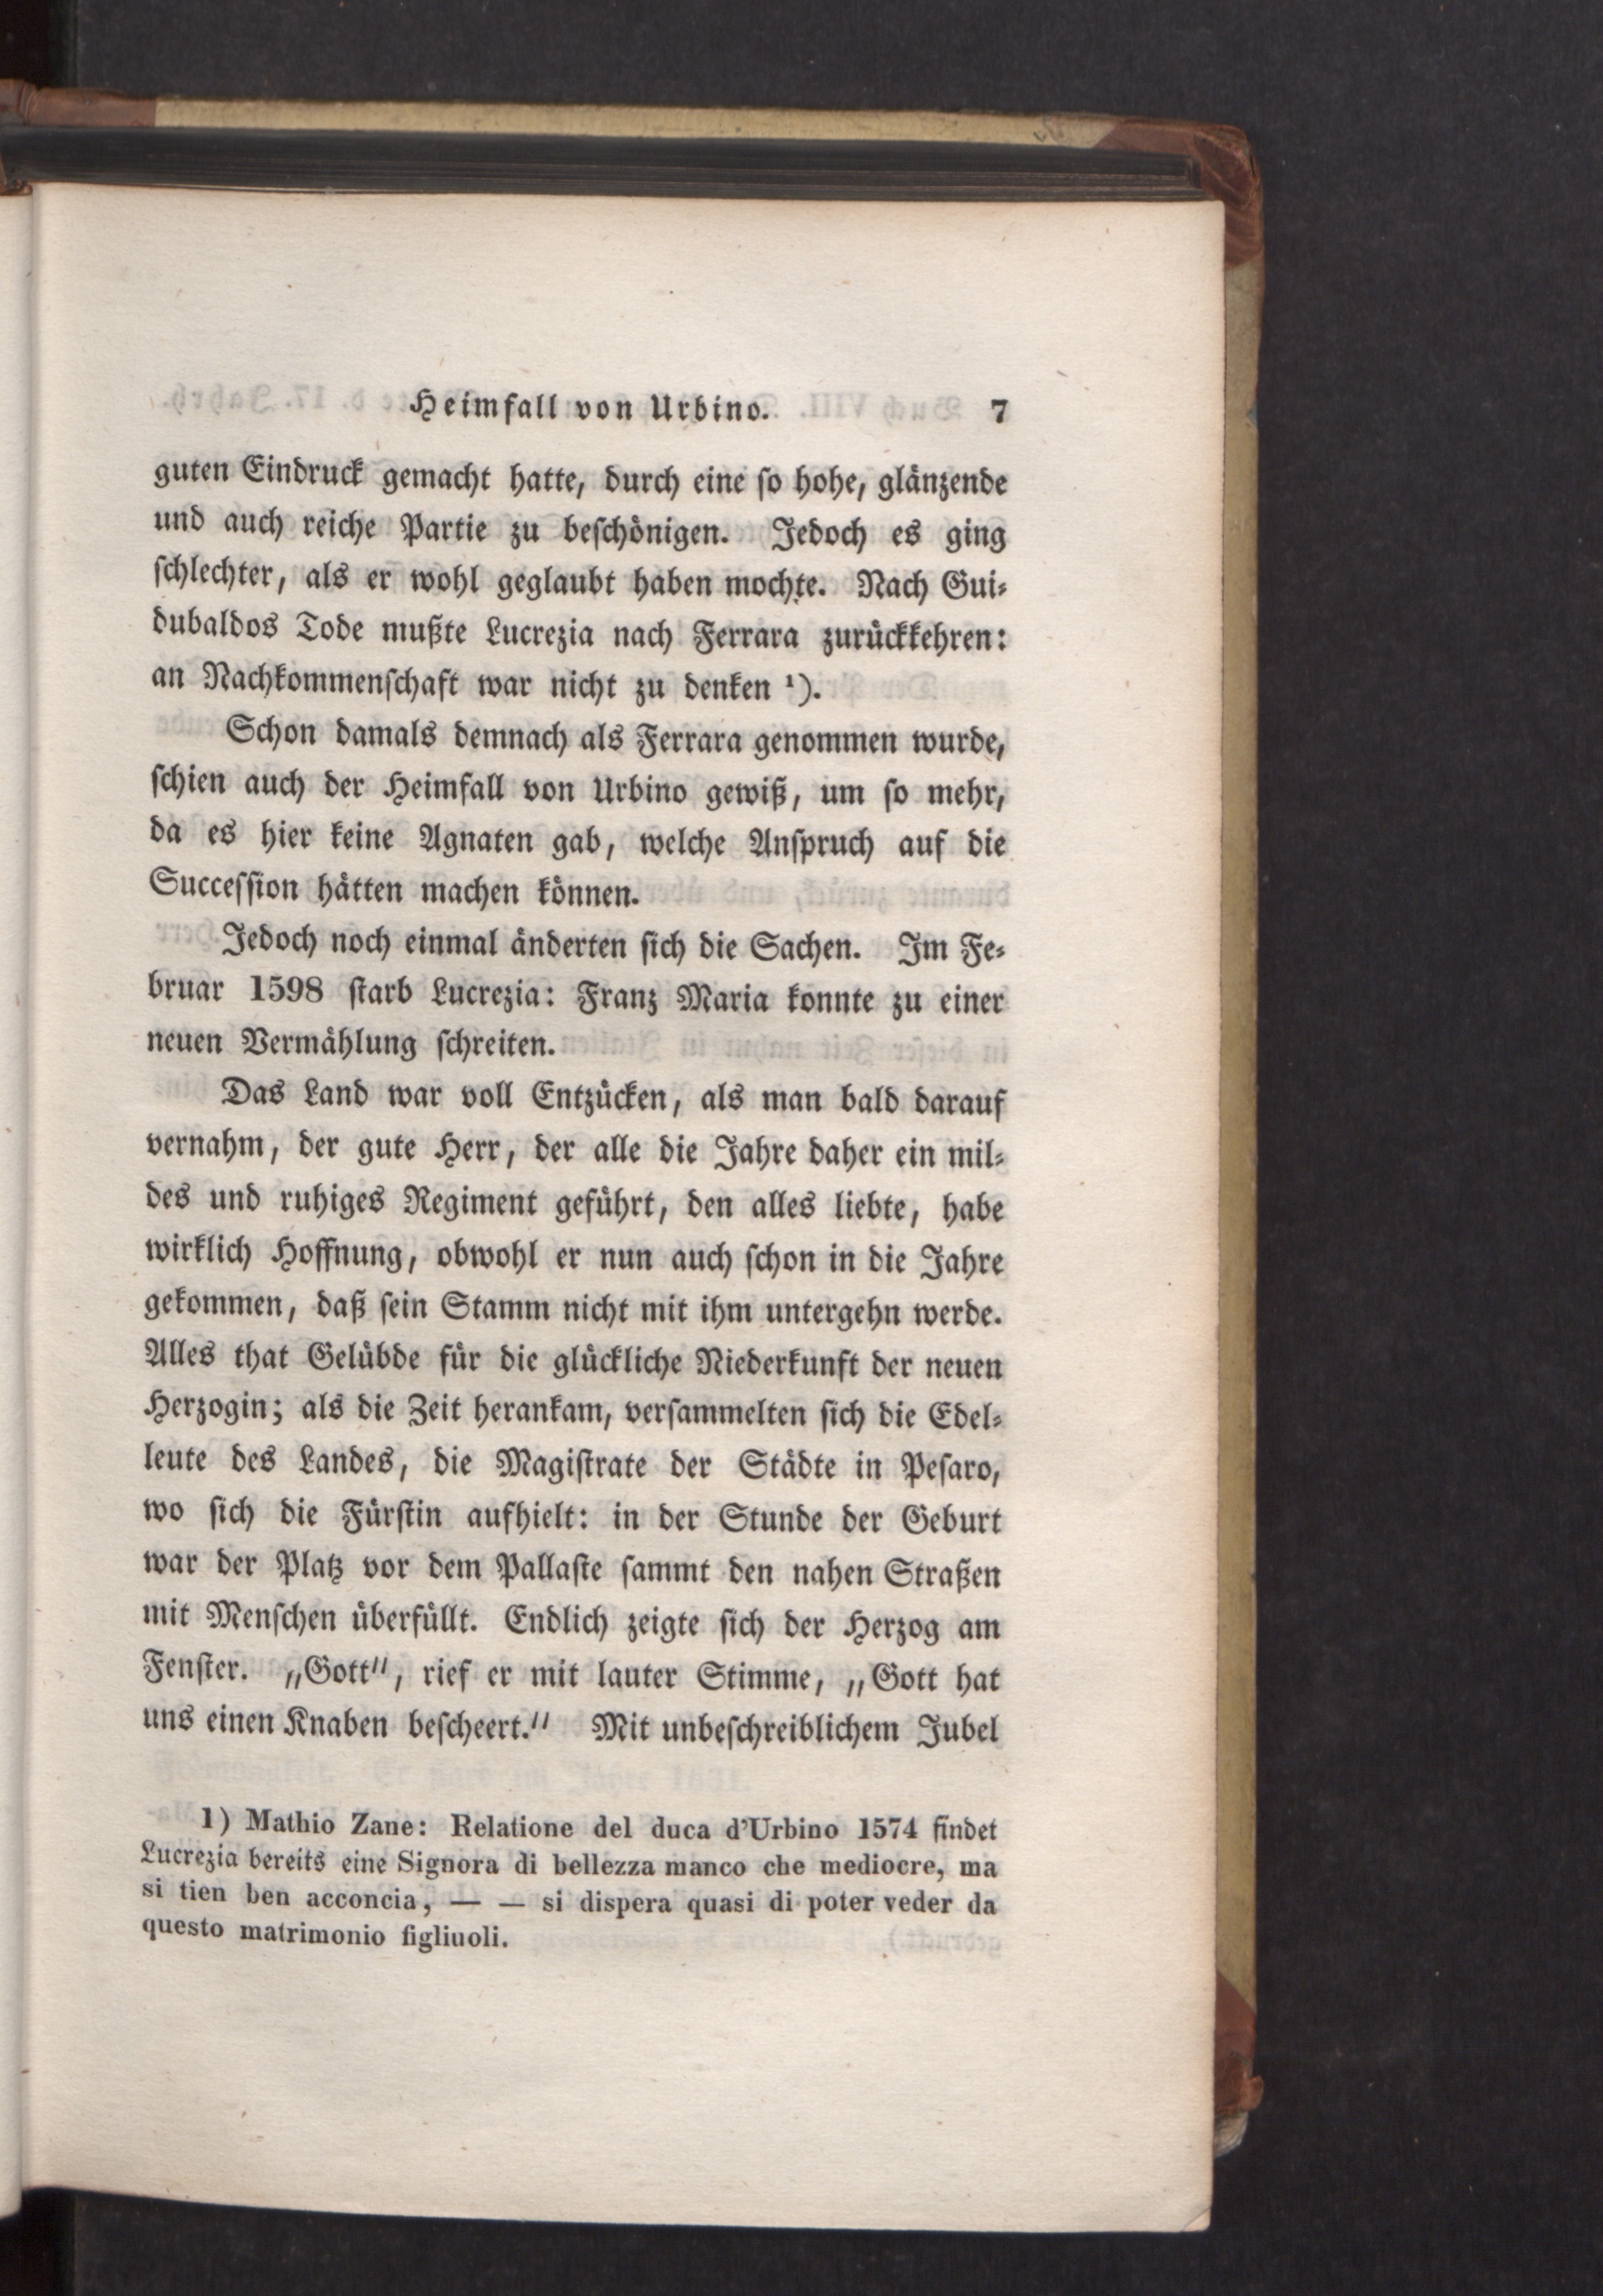 Heimfall von Urbino. 7
guten Eindruck gemacht hatte, durch eine ſo hohe, glänzende
und auch reiche Partie zu beſchönigen. Jedoch es ging
ſchlechter, als er wohl geglaubt haben mochte. Nach Gui⸗
dubaldos Tode mußte Lucrezia nach Ferrara zurückkehren:
an Nachkommenſchaft war nicht zu denken ¹).
Schon damals demnach als Ferrara genommen wurde,
ſchien auch der Heimfall von Urbino gewiß, um ſo mehr,
da es hier keine Agnaten gab, welche Anſpruch auf die
Succeſſion hätten machen können.
Jedoch noch einmal änderten ſich die Sachen. Im Fe⸗
bruar 1598 ſtarb Lucrezia: Franz Maria konnte zu einer
neuen Vermählung ſchreiten.
Das Land war voll Entzücken, als man bald darauf
vernahm, der gute Herr, der alle die Jahre daher ein mil⸗
des und ruhiges Regiment geführt, den alles liebte, habe
wirklich Hoffnung, obwohl er nun auch ſchon in die Jahre
gekommen, daß ſein Stamm nicht mit ihm untergehn werde.
Alles that Gelübde für die glückliche Niederkunft der neuen
Herzogin; als die Zeit herankam, verſammelten ſich die Edel⸗
leute des Landes, die Magiſtrate der Städte in Peſaro,
wo ſich die Fürſtin aufhielt: in der Stunde der Geburt
war der Platz vor dem Pallaſte ſammt den nahen Straßen
mit Menſchen überfüllt. Endlich zeigte ſich der Herzog am
Fenſter. „Gott", rief er mit lauter Stimme, „Gott hat
uns einen Knaben beſcheert." Mit unbeſchreiblichem Jubel
1) Mathio Zane: Relatione del duca d'Urbino 1574 findet
Lucrezia bereits eine Signora di bellezza manco che mediocre, ma
si tien ben acconcia, — — si dispera quasi di poter veder da
questo matrimonio figliuoli.